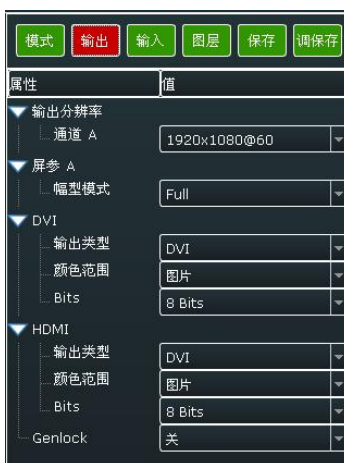 模式 输出 输入 图层 保存 调保存
属性 值
输出分辨率
通道 A 1920x1080@60
屏参 A
幅型模式 Full
DVI
输出类型 DVI
颜色范围 图片
Bits 8 Bits
HDMI
输出类型 DVI
颜色范围 图片
Bits 8 Bits
Genlock 关